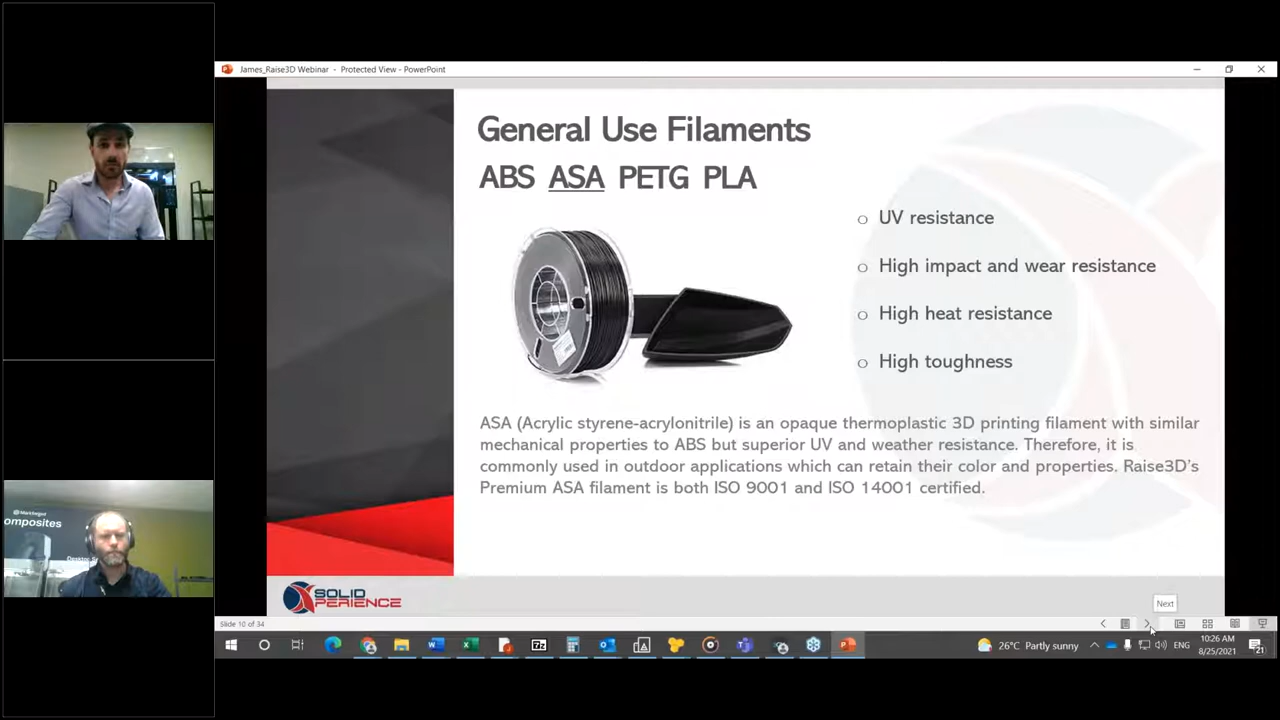 James_Raise3D Webinar - Protected View - PowerPoint
General Use Filaments
ABS ASA PETG PLA
UV resistance
High impact and wear resistance
High heat resistance
High toughness
ASA (Acrylic styrene-acrylonitrile) is an opaque thermoplastic 3D printing filament with similar
mechanical properties to ABS but superior UV and weather resistance. Therefore, it is
commonly used in outdoor applications which can retain their color and properties. Raise3D's
Premium ASA filament is both ISO 9001 and ISO 14001 certified.
Markforged
omposites
Desktop
SOLID
XPERIENCE
Next
Slide 10 of 34
26°C Partly sunny
ENG
10:26 AM
8/25/2021
21